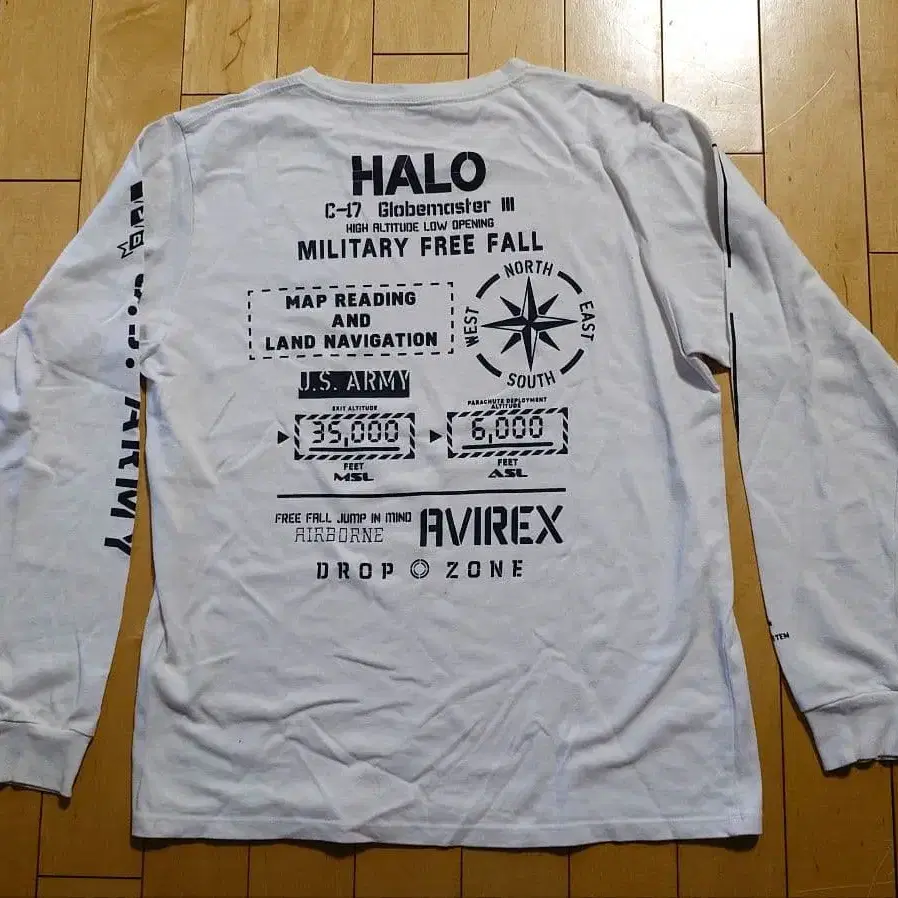 HALO
C-17 Globemaster III
HIGH ALTITUDE LOW OPENING
MILITARY FREE FALL
MAP READING
AND
LAND NAVIGATION
NORTH
WEST
EAST
SOUTH
U.S. ARMY
EXIT ALTITUDE
35,000
FEET
MSL
PARACHUTE DEPLOYMENT
ALTITUDE
6,000
FEET
ASL
FREE FALL JUMP IN MIND
AIRBORNE
AVIREX
DROP ZONE
U.S. ARMY